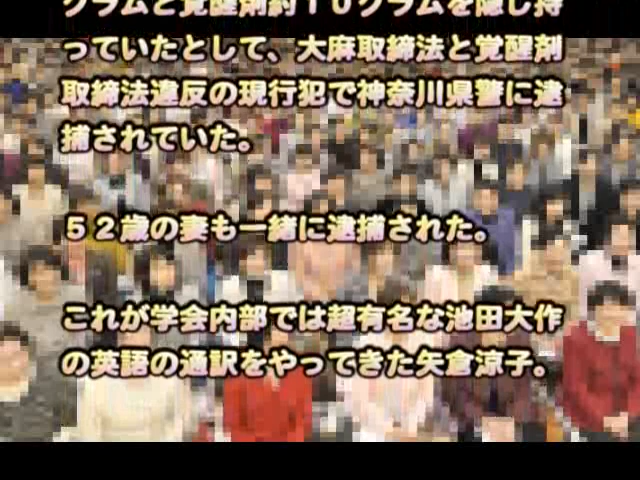 グラムと覚醒剤約１０グラムを隠し持
っていたとして、大麻取締法と覚醒剤
取締法違反の現行犯で神奈川県警に逮
捕されていた。
５２歳の妻も一緒に逮捕された。
これが学会内部では超有名な池田大作
の英語の通訳をやってきた矢倉涼子。